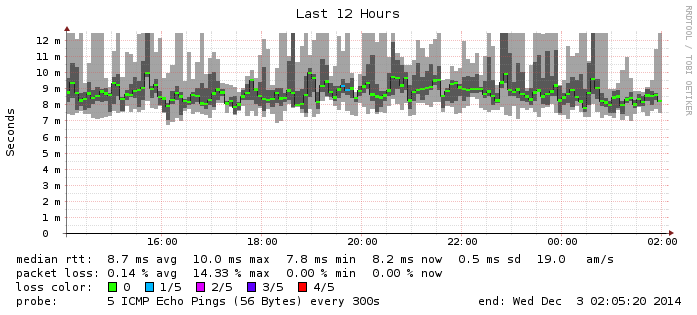 Last 12 Hours
RRDTOOL / TOBI OETIKER
Seconds
12 m
11 m
10 m
9 m
8 m
7 m
6 m
5 m
4 m
3 m
2 m
1 m
0
16:00 18:00 20:00 22:00 00:00 02:00
median rtt: 8.7 ms avg 10.0 ms max 7.8 ms min 8.2 ms now 0.5 ms sd 19.0 am/s
packet loss: 0.14 % avg 14.33 % max 0.00 % min 0.00 % now
loss color: 0 1/5 2/5 3/5 4/5
probe: 5 ICMP Echo Pings (56 Bytes) every 300s end: Wed Dec 3 02:05:20 2014